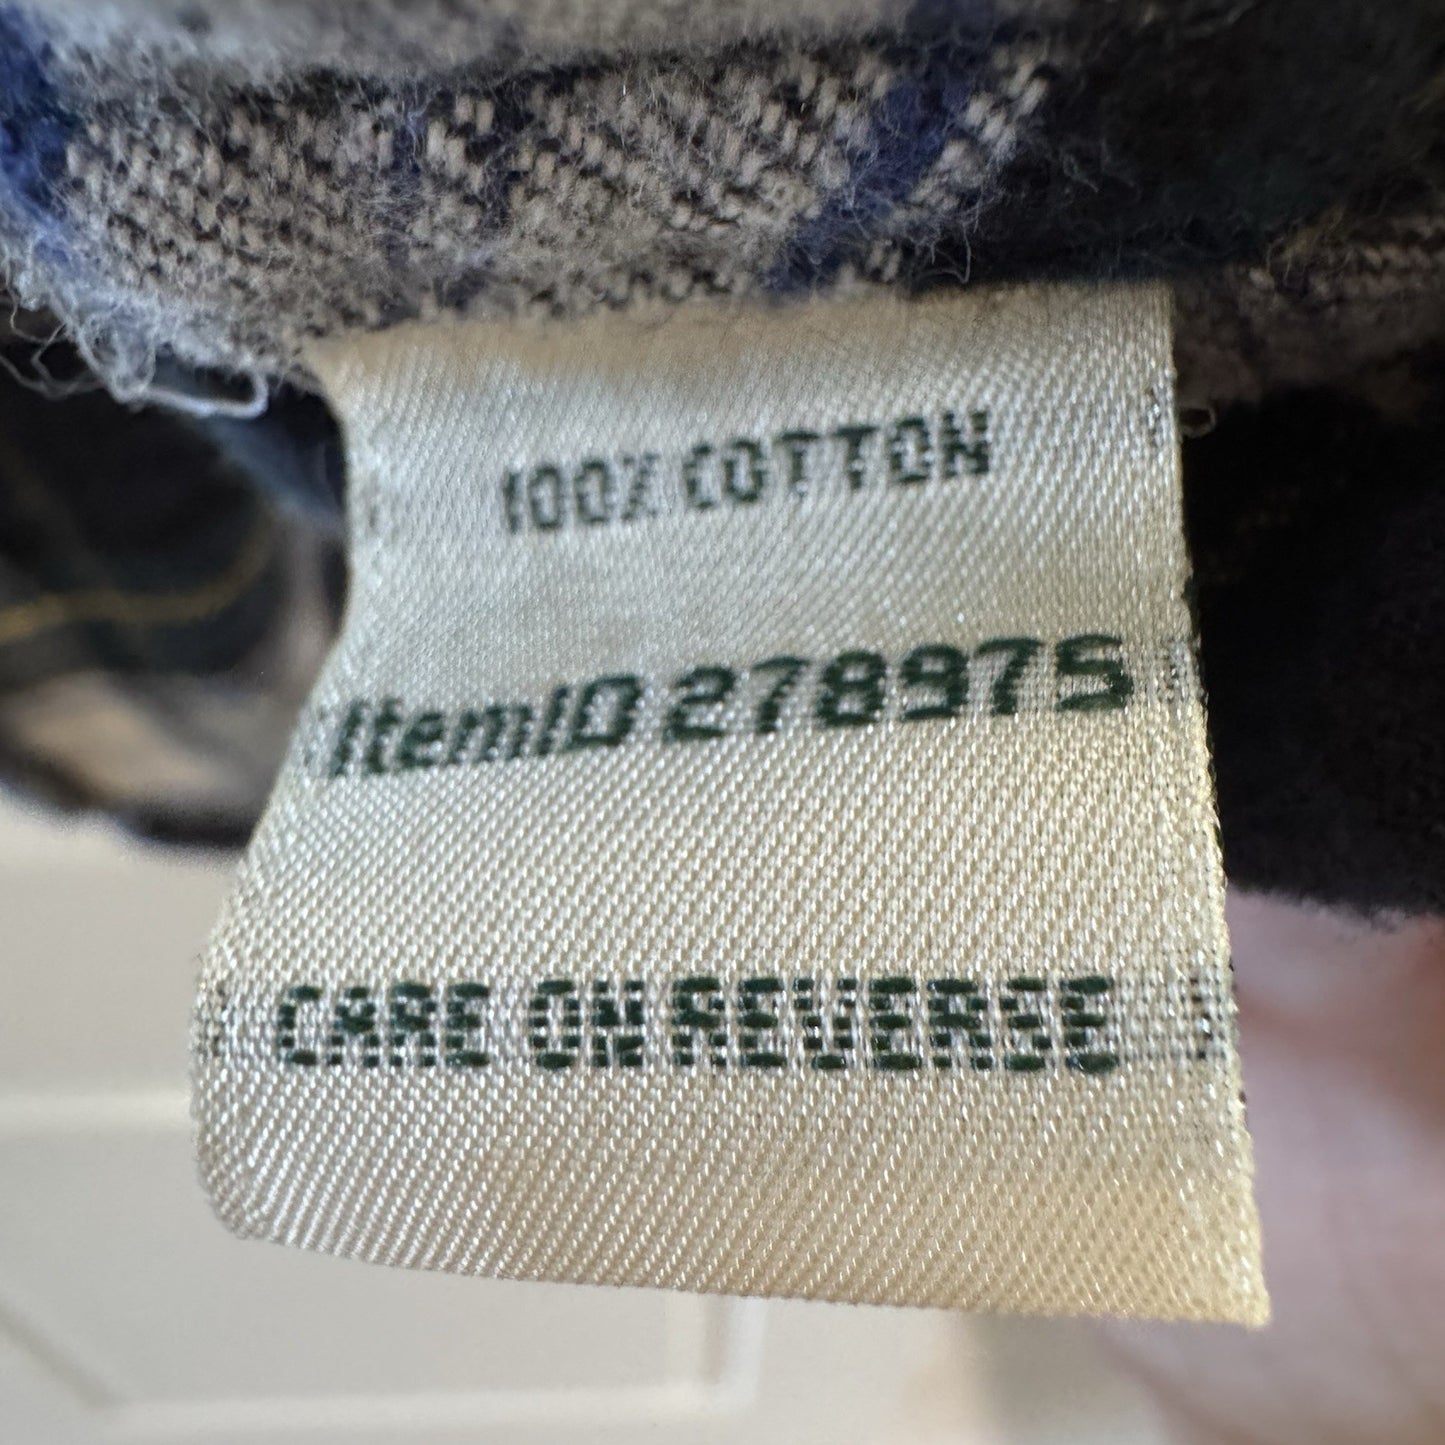 100% COTTON
ItemID 278975
CARE ON REVERSE